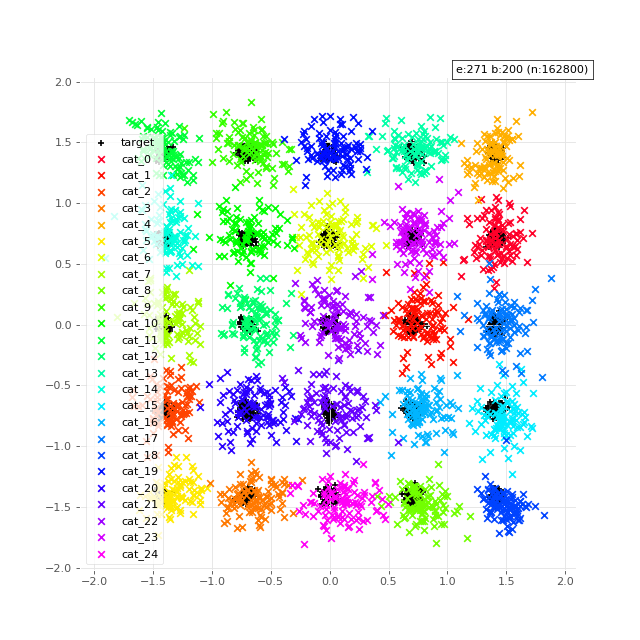 e:271 b:200 (n:162800)
2.0
1.5
1.0
0.5
0.0
−0.5
−1.0
−1.5
−2.0
target
cat_0
cat_1
cat_2
cat_3
cat_4
cat_5
cat_6
cat_7
cat_8
cat_9
cat_10
cat_11
cat_12
cat_13
cat_14
cat_15
cat_16
cat_17
cat_18
cat_19
cat_20
cat_21
cat_22
cat_23
cat_24
−2.0 −1.5 −1.0 −0.5 0.0 0.5 1.0 1.5 2.0